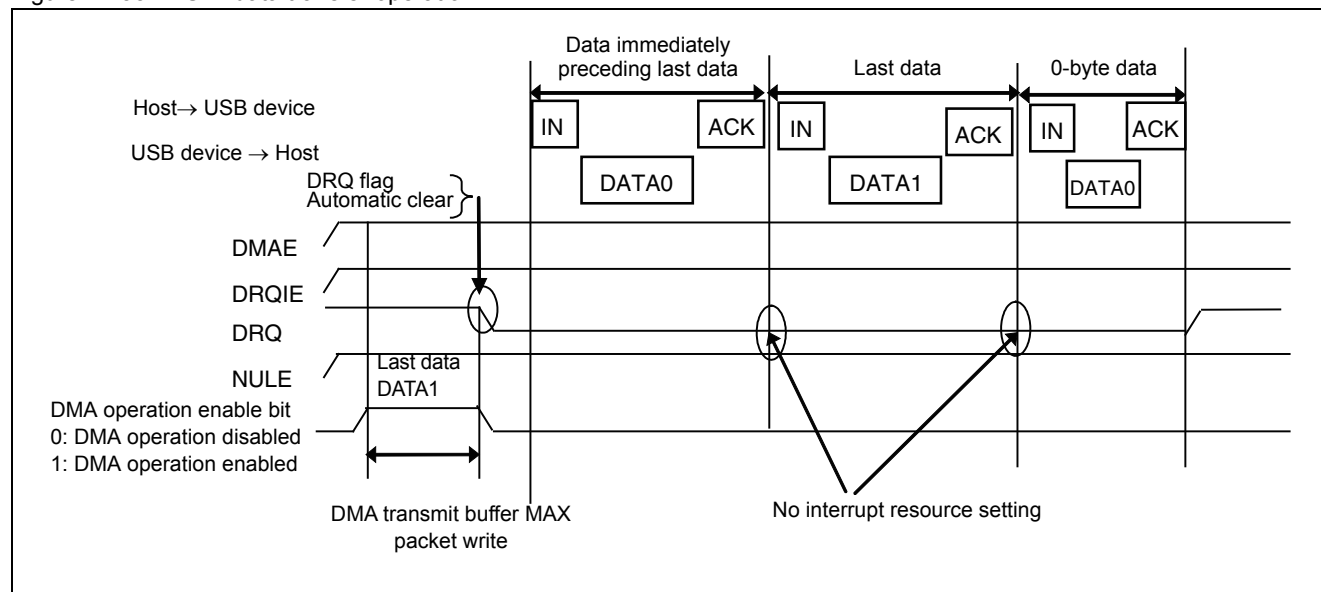 Data immediately
preceding last data
Last data
0-byte data
Host→ USB device
IN
ACK
IN
ACK
IN
ACK
USB device → Host
DATA0
DATA1
DATA0
DRQ flag
Automatic clear
DMAE
DRQIE
DRQ
NULE
Last data
DATA1
DMA operation enable bit
0: DMA operation disabled
1: DMA operation enabled
DMA transmit buffer MAX
packet write
No interrupt resource setting